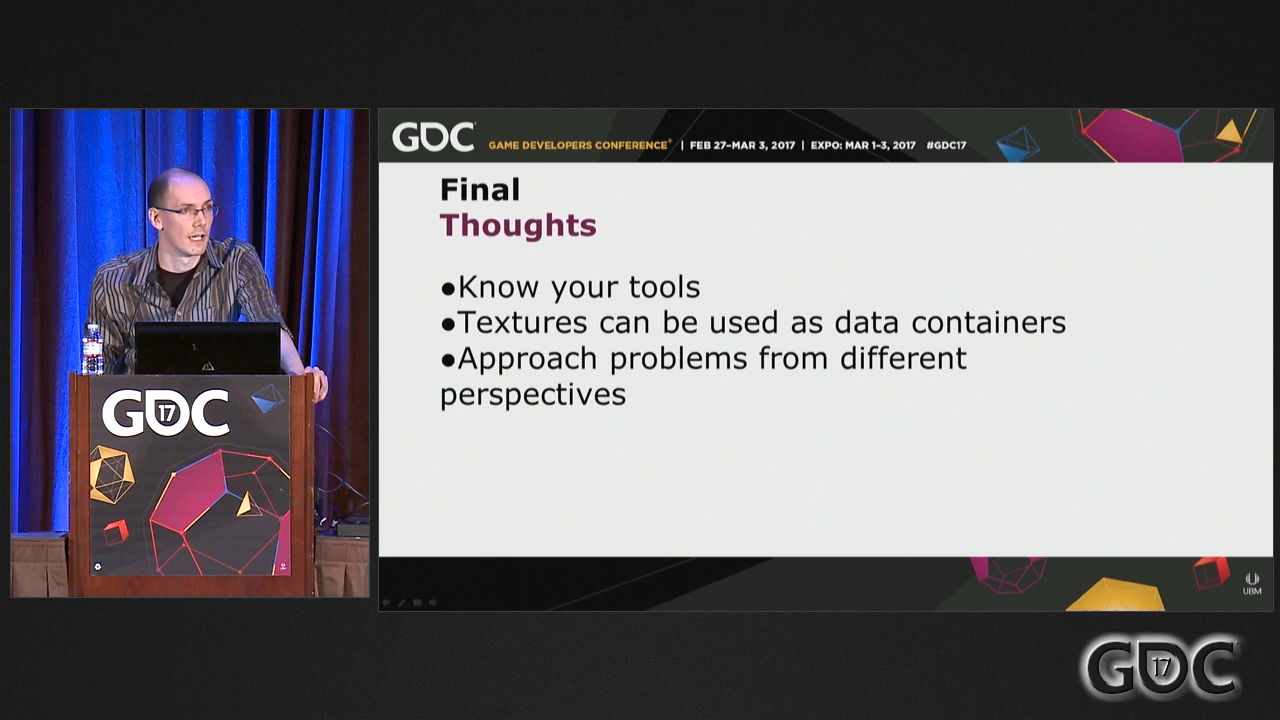 GDC
GAME DEVELOPERS CONFERENCE® | FEB 27–MAR 3, 2017 | EXPO: MAR 1–3, 2017 #GDC17
Final
Thoughts
●Know your tools
●Textures can be used as data containers
●Approach problems from different
perspectives
GDC
17
UBM
GDC
17